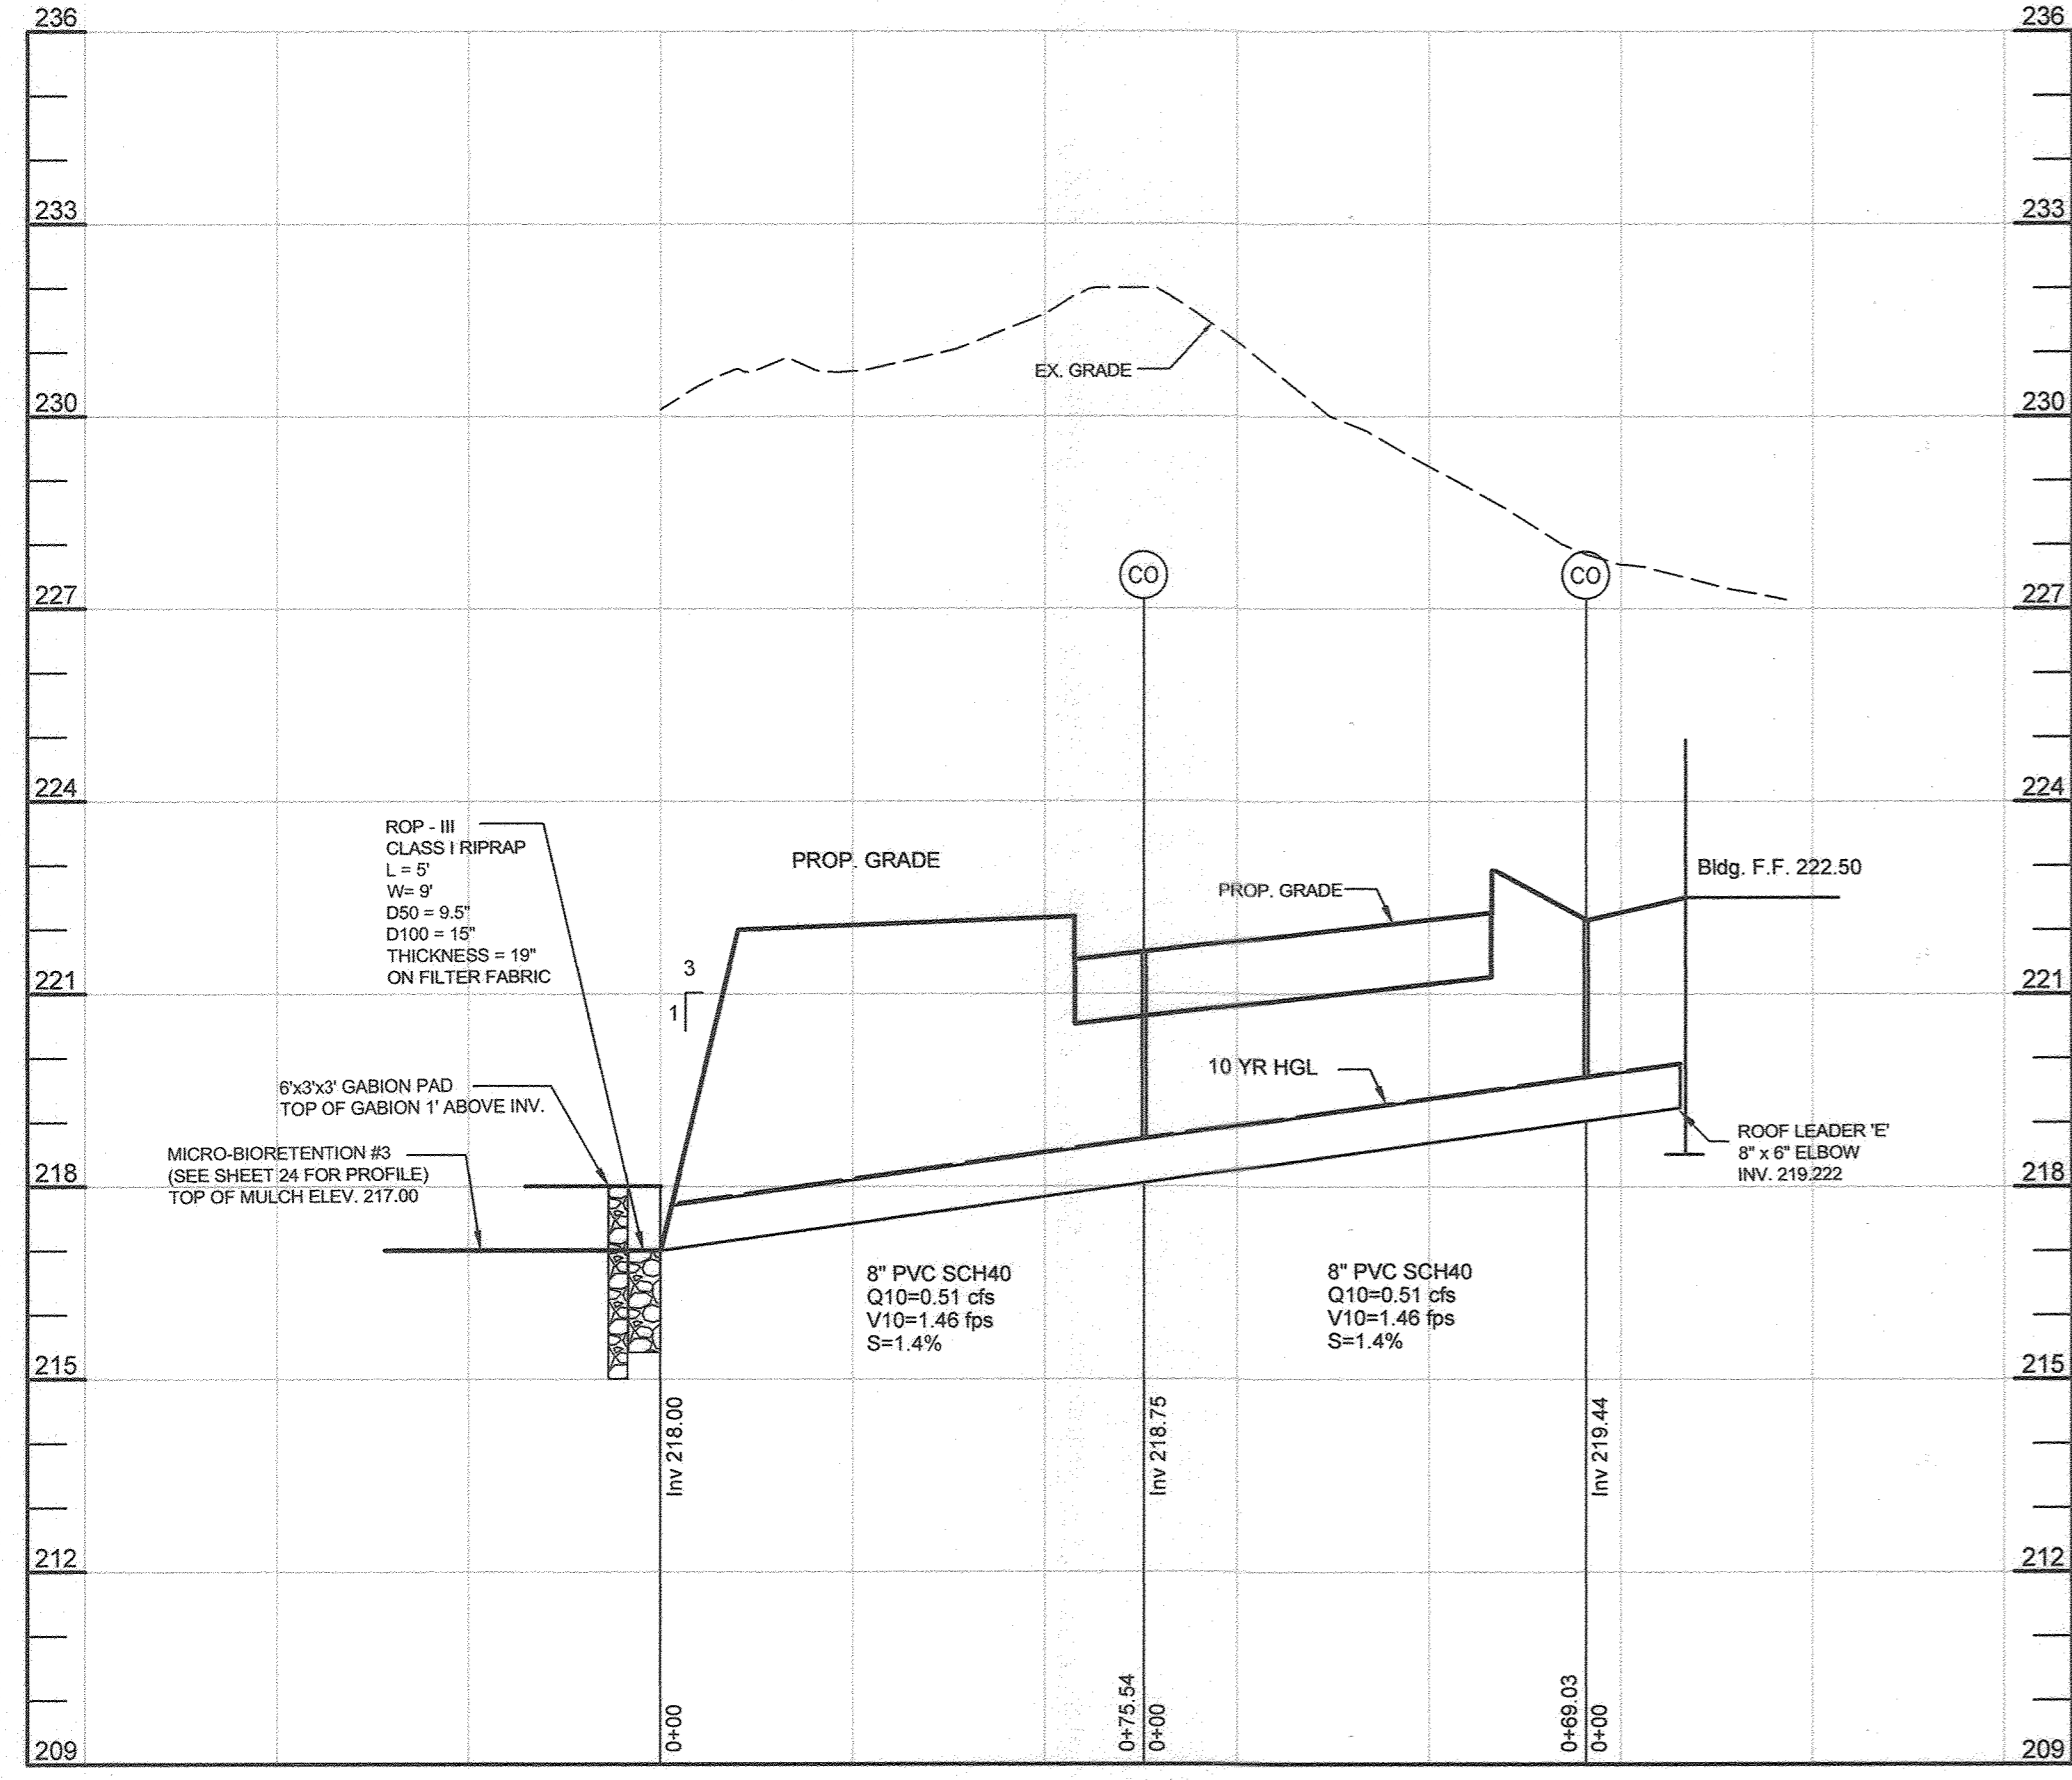 236
236
233
233
EX. GRADE
230
230
CO
CO
227
227
224
224
ROP - III
CLASS I RIPRAP
L = 5'
W= 9'
D50 = 9.5"
D100 = 15"
THICKNESS = 19"
ON FILTER FABRIC
PROP. GRADE
PROP. GRADE
Bldg. F.F. 222.50
3
1
221
221
10 YR HGL
6'x3'x3' GABION PAD
TOP OF GABION 1' ABOVE INV.
MICRO-BIORETENTION #3
(SEE SHEET 24 FOR PROFILE)
TOP OF MULCH ELEV. 217.00
ROOF LEADER 'E'
8" x 6" ELBOW
INV. 219.222
218
218
8" PVC SCH40
Q10=0.51 cfs
V10=1.46 fps
S=1.4%
8" PVC SCH40
Q10=0.51 cfs
V10=1.46 fps
S=1.4%
215
215
Inv 218.00
Inv 218.75
Inv 219.44
212
212
0+00
0+75.54
0+00
0+69.03
0+00
209
209